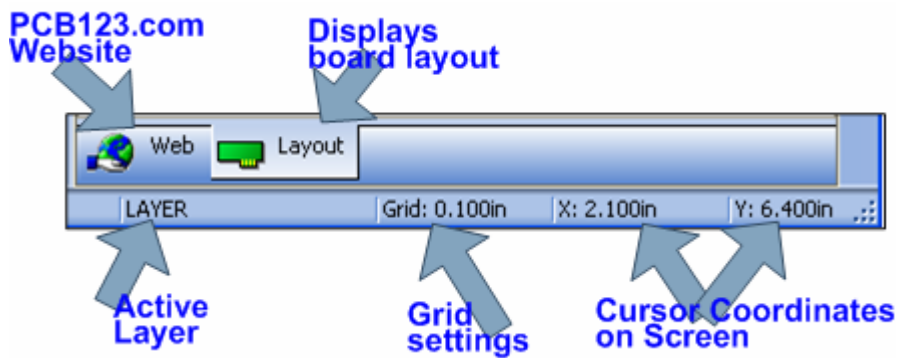 PCB123.com
Website
Displays
board layout
Web
Layout
LAYER
Grid: 0.100in
X: 2.100in
Y: 6.400in
Active
Layer
Grid
settings
Cursor Coordinates
on Screen